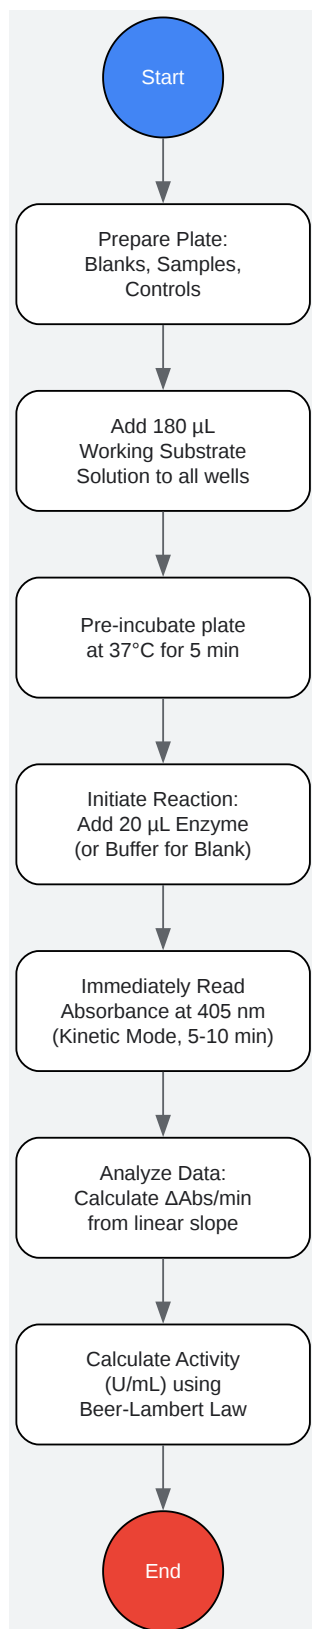 Start
Prepare Plate:
Blanks, Samples,
Controls
Add 180 µL
Working Substrate
Solution to all wells
Pre-incubate plate
at 37°C for 5 min
Initiate Reaction:
Add 20 µL Enzyme
(or Buffer for Blank)
Immediately Read
Absorbance at 405 nm
(Kinetic Mode, 5-10 min)
Analyze Data:
Calculate ΔAbs/min
from linear slope
Calculate Activity
(U/mL) using
Beer-Lambert Law
End